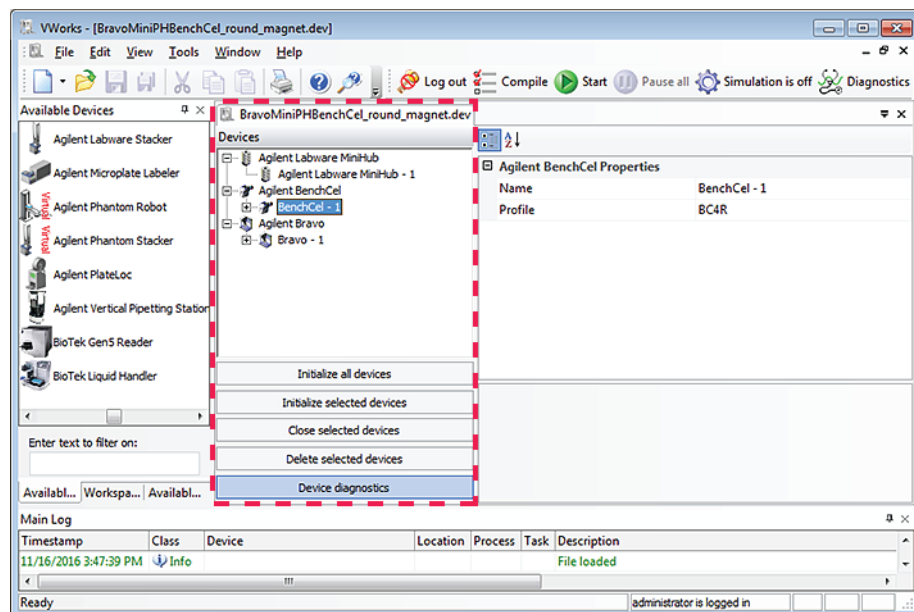 VWorks - [BravoMiniPHBenchCel_round_magnet.dev]
File Edit View Tools Window Help
Log out Compile Start Pause all Simulation is off Diagnostics
Available Devices
Agilent Labware Stacker
Agilent Microplate Labeler
Virtual
Agilent Phantom Robot
Virtual
Agilent Phantom Stacker
Agilent PlateLoc
Agilent Vertical Pipetting Station
BioTek Gen5 Reader
BioTek Liquid Handler
Enter text to filter on:
Availabl... Workspa... Availabl...
BravoMiniPHBenchCel_round_magnet.dev
Devices
Agilent Labware MiniHub
Agilent Labware MiniHub - 1
Agilent BenchCel
BenchCel - 1
Agilent Bravo
Bravo - 1
Initialize all devices
Initialize selected devices
Close selected devices
Delete selected devices
Device diagnostics
Agilent BenchCel Properties
Name BenchCel - 1
Profile BC4R
Main Log
Timestamp Class Device Location Process Task Description
11/16/2016 3:47:39 PM Info File loaded
Ready administrator is logged in